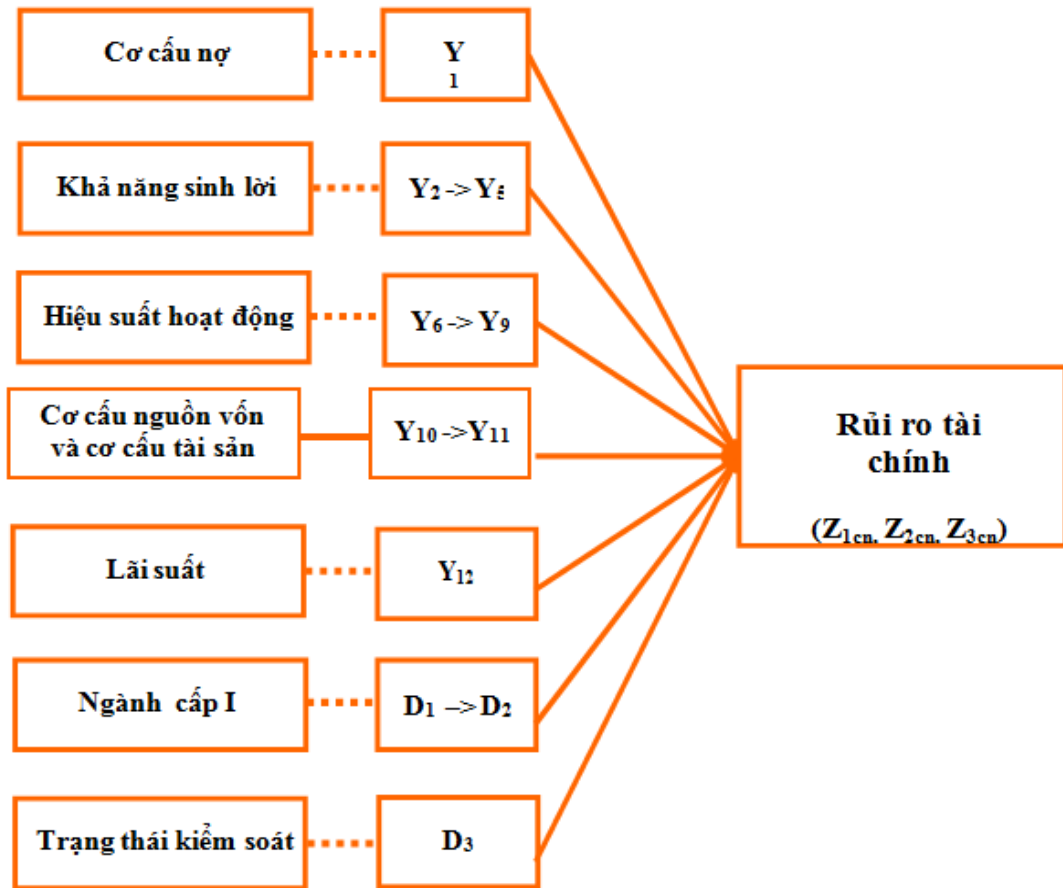 Cơ cấu nợ
Y
1
Khả năng sinh lời
Y₂ -> Y₅
Hiệu suất hoạt động
Y₆ -> Y₉
Cơ cấu nguồn vốn
và cơ cấu tài sản
Y₁₀ ->Y₁₁
Lãi suất
Y₁₂
Ngành cấp I
D₁ –> D₂
Trạng thái kiểm soát
D₃
Rủi ro tài
chính
(Z₁cn, Z₂cn, Z₃cn)